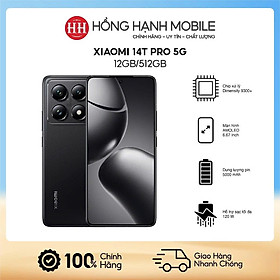 HỒNG HẠNH MOBILE
CHÍNH HÃNG - UY TÍN - CHẤT LƯỢNG
XIAOMI 14T PRO 5G
12GB/512GB
Chip xử lý
Dimensity 9300+
Màn hình
AMOLED
6.67 inch
Dung lượng pin
5000 mAh
Hỗ trợ sạc tối đa
120 W
100% Chính Hãng
Giao Hàng
Nhanh Chóng